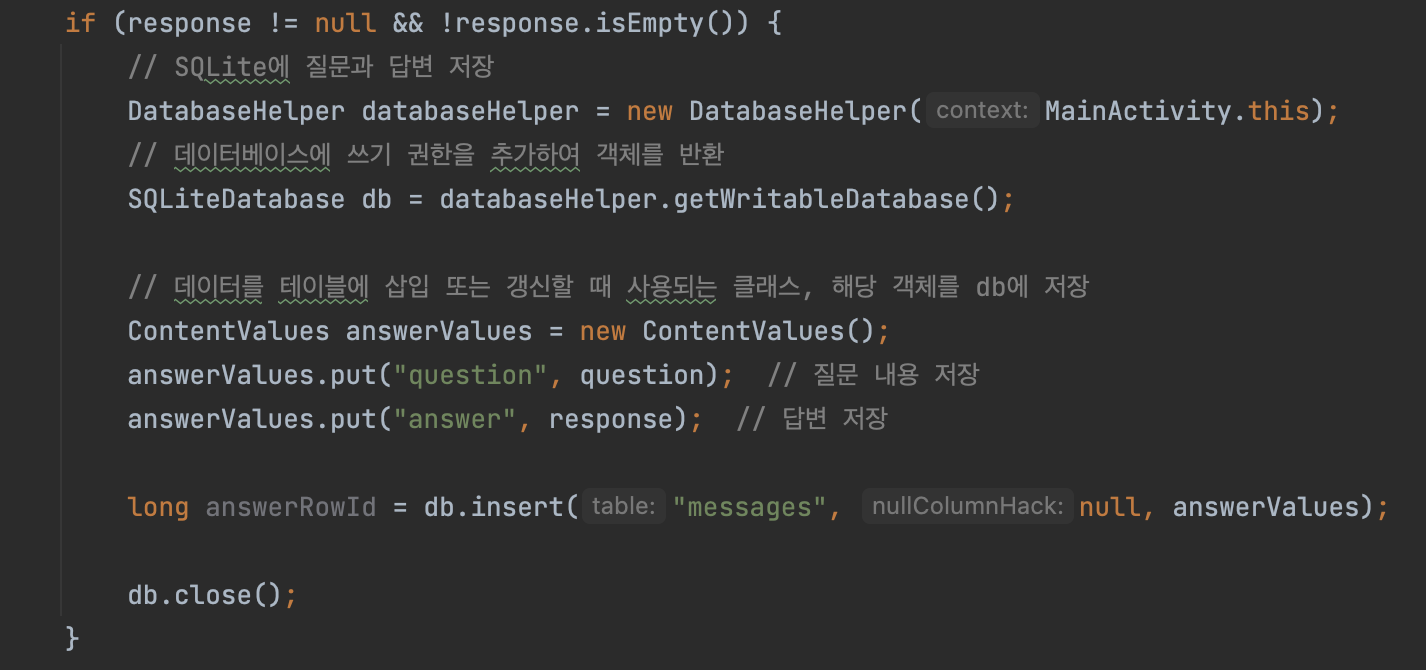 if (response != null && !response.isEmpty()) {
// SQLite에 질문과 답변 저장
DatabaseHelper databaseHelper = new DatabaseHelper( context: MainActivity.this);
// 데이터베이스에 쓰기 권한을 추가하여 객체를 반환
SQLiteDatabase db = databaseHelper.getWritableDatabase();
// 데이터를 테이블에 삽입 또는 갱신할 때 사용되는 클래스, 해당 객체를 db에 저장
ContentValues answerValues = new ContentValues();
answerValues.put("question", question);  // 질문 내용 저장
answerValues.put("answer", response);  // 답변 저장
long answerRowId = db.insert( table: "messages", nullColumnHack: null, answerValues);
db.close();
}